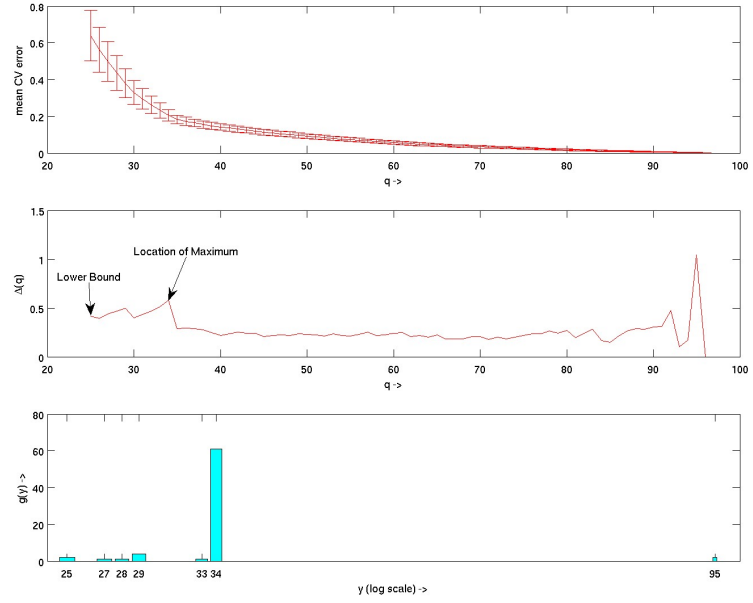 0.8
0.6
0.4
0.2
0
mean CV error
20 30 40 50 60 70 80 90 100
q ->
1.5
1
0.5
0
Δ(q)
Location of Maximum
Lower Bound
20 30 40 50 60 70 80 90 100
q ->
80
60
40
20
0
g(y) ->
25 27 28 29 33 34 95
y (log scale) ->